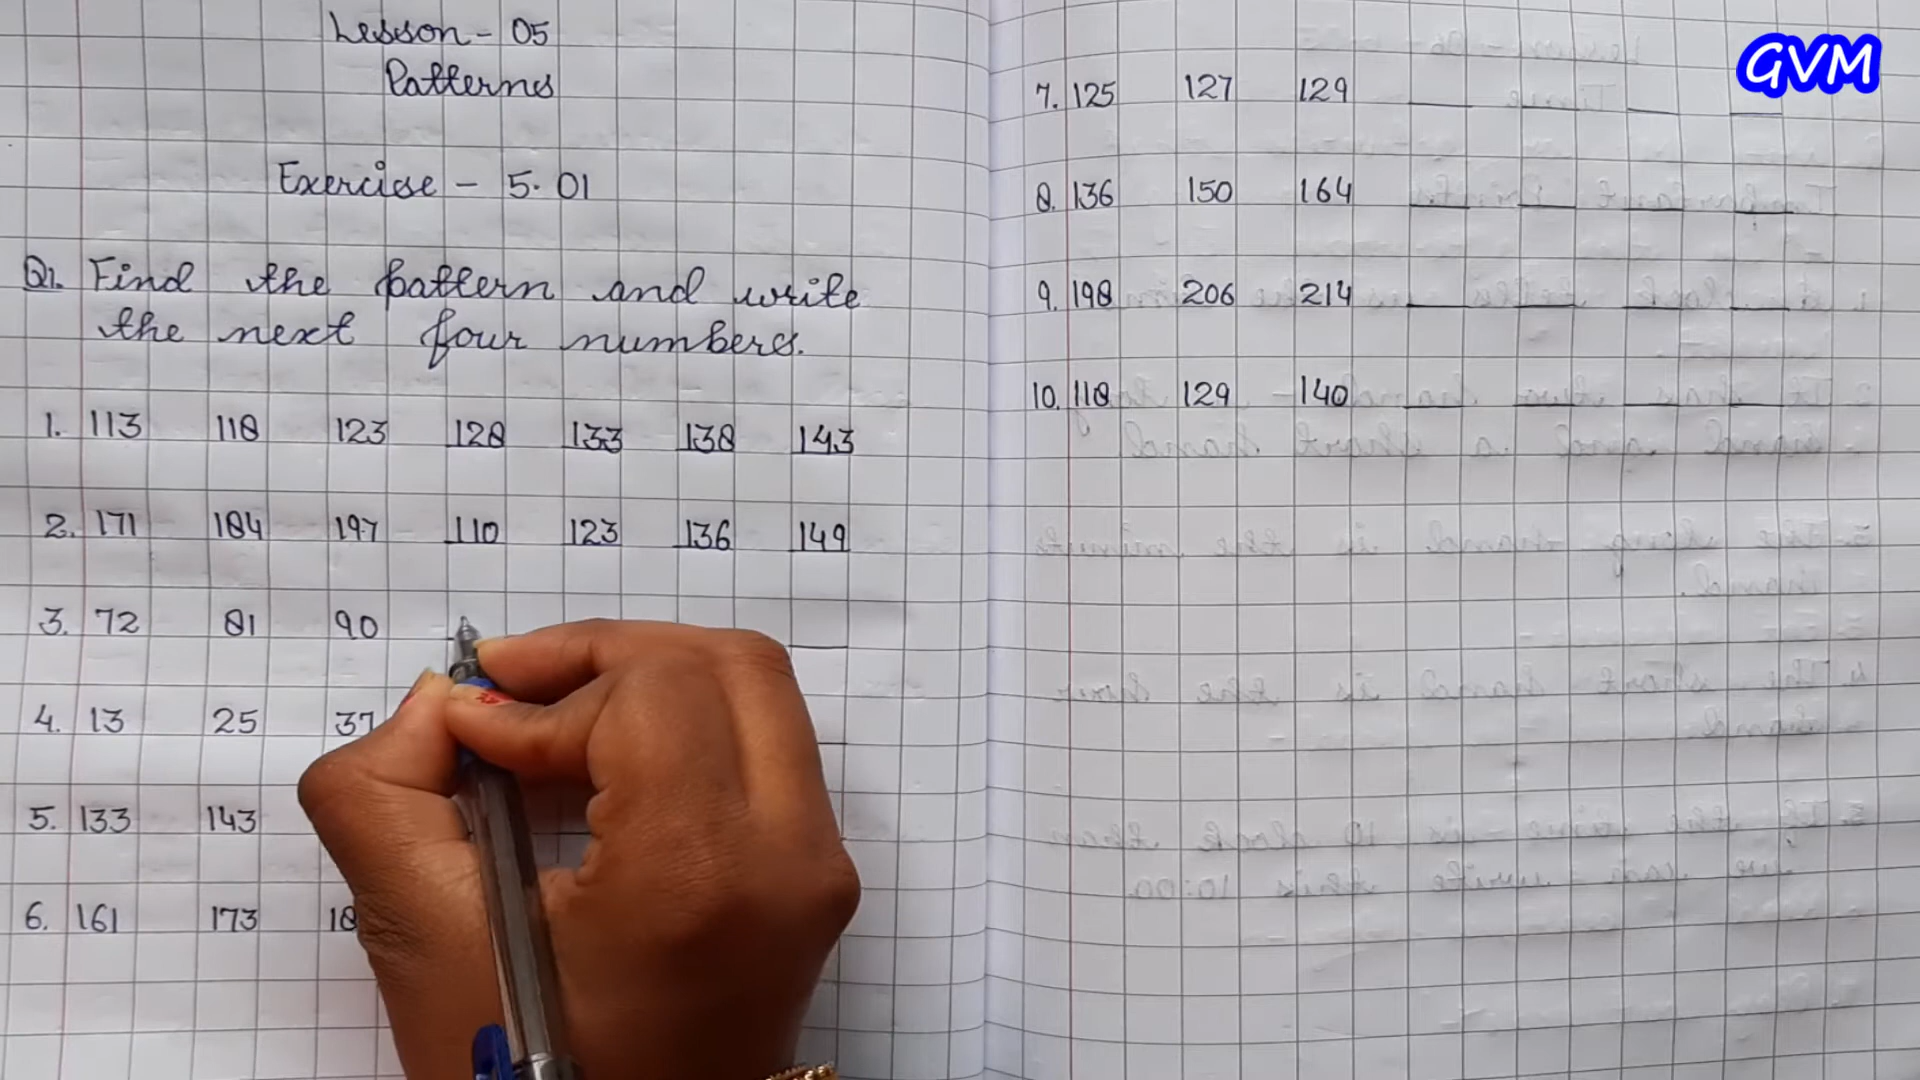 Lesson - 05
Patterns
Exercise - 5.01
Q1. Find the pattern and write
the next four numbers.
1. 113 118 123 128 133 138 143
2. 171 184 197 110 123 136 149
3. 72 81 90
4. 13 25 37
5. 133 143
6. 161 173 18
7. 125 127 129
8. 136 150 164
9. 198 206 214
10. 118 129 140
GVM